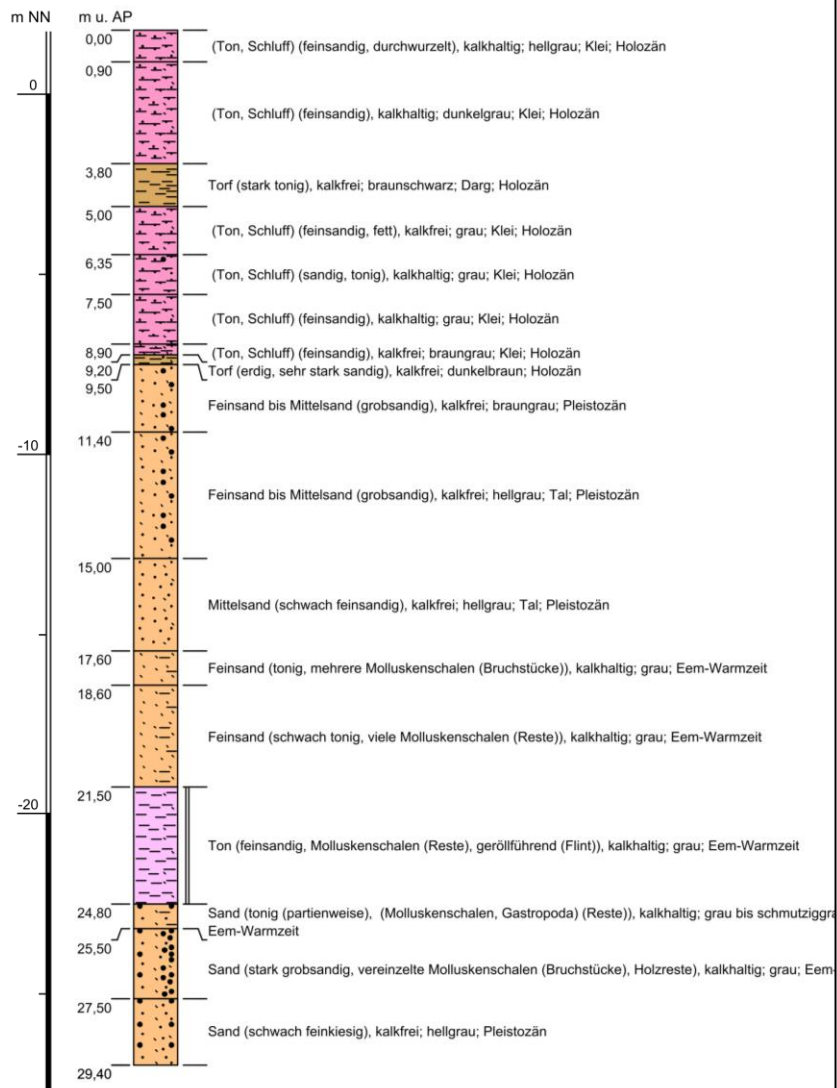 m NN m u. AP
0,00 (Ton, Schluff) (feinsandig, durchwurzelt), kalkhaltig; hellgrau; Klei; Holozän
0,90
0
(Ton, Schluff) (feinsandig), kalkhaltig; dunkelgrau; Klei; Holozän
3,80
Torf (stark tonig), kalkfrei; braunschwarz; Darg; Holozän
5,00
(Ton, Schluff) (feinsandig, fett), kalkfrei; grau; Klei; Holozän
6,35
(Ton, Schluff) (sandig, tonig), kalkhaltig; grau; Klei; Holozän
7,50
(Ton, Schluff) (feinsandig), kalkhaltig; grau; Klei; Holozän
8,90 (Ton, Schluff) (feinsandig), kalkfrei; braungrau; Klei; Holozän
9,20 Torf (erdig, sehr stark sandig), kalkfrei; dunkelbraun; Holozän
9,50
Feinsand bis Mittelsand (grobsandig), kalkfrei; braungrau; Pleistozän
11,40
-10
Feinsand bis Mittelsand (grobsandig), kalkfrei; hellgrau; Tal; Pleistozän
15,00
Mittelsand (schwach feinsandig), kalkfrei; hellgrau; Tal; Pleistozän
17,60
Feinsand (tonig, mehrere Molluskenschalen (Bruchstücke)), kalkhaltig; grau; Eem-Warmzeit
18,60
Feinsand (schwach tonig, viele Molluskenschalen (Reste)), kalkhaltig; grau; Eem-Warmzeit
21,50
-20
Ton (feinsandig, Molluskenschalen (Reste), geröllführend (Flint)), kalkhaltig; grau; Eem-Warmzeit
24,80 Sand (tonig (partienweise), (Molluskenschalen, Gastropoda) (Reste)), kalkhaltig; grau bis schmutziggra
Eem-Warmzeit
25,50
Sand (stark grobsandig, vereinzelte Molluskenschalen (Bruchstücke), Holzreste), kalkhaltig; grau; Eem-
27,50
Sand (schwach feinkiesig), kalkfrei; hellgrau; Pleistozän
29,40